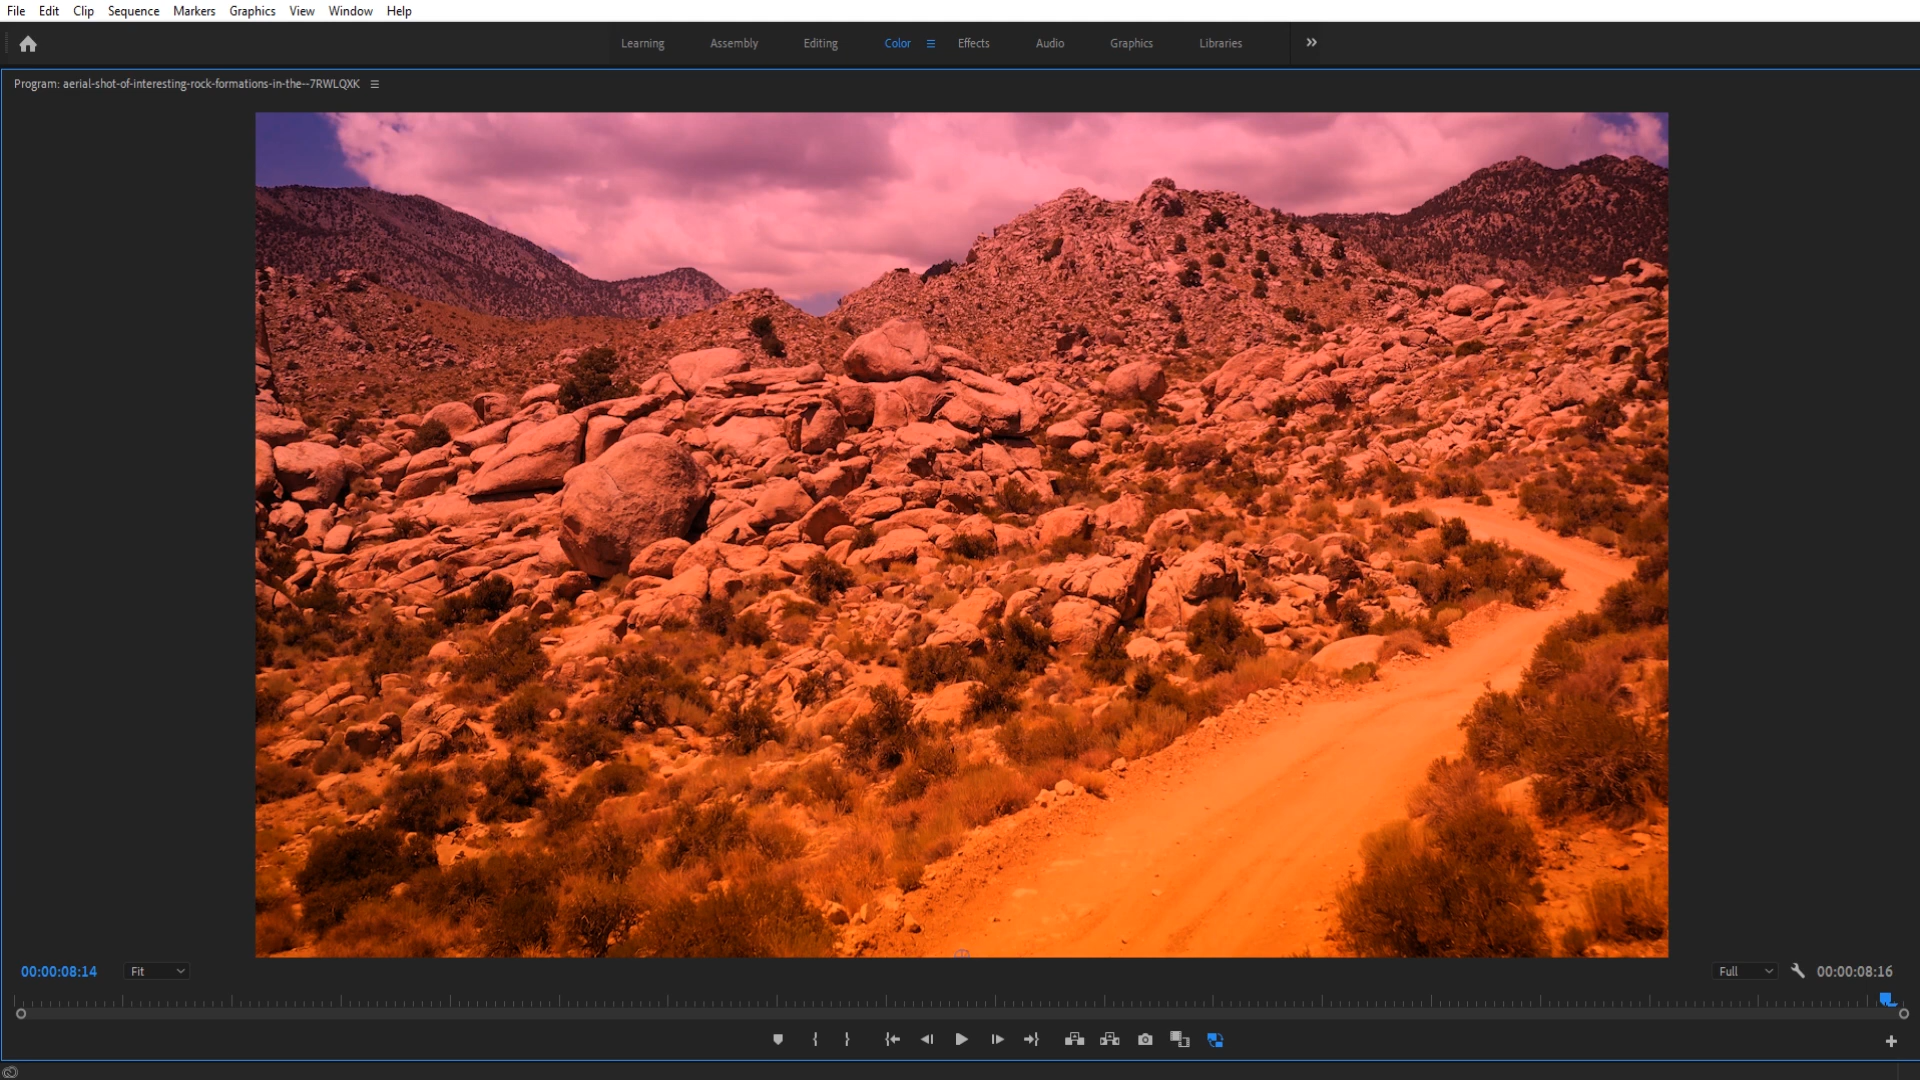 File Edit Clip Sequence Markers Graphics View Window Help
Learning Assembly Editing Color Effects Audio Graphics Libraries
Program: aerial-shot-of-interesting-rock-formations-in-the--7RWLQXK
00:00:08:14 Fit Full 00:00:08:16